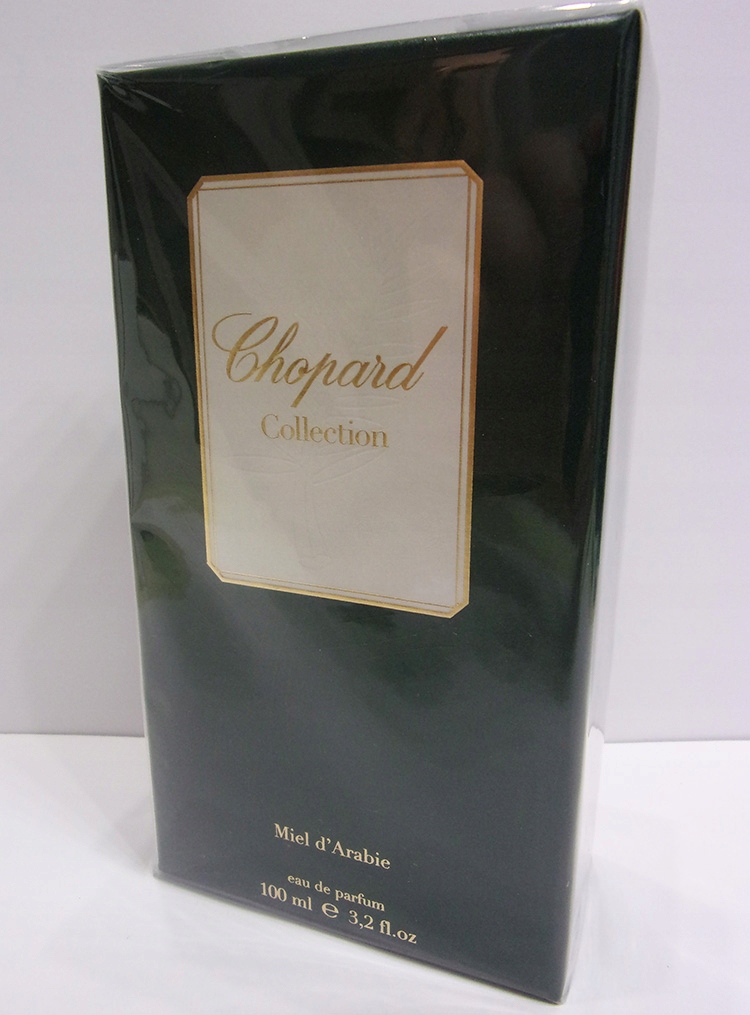 Chopard
Collection
Miel d'Arabie
eau de parfum
100 ml ℮ 3,2 fl.oz